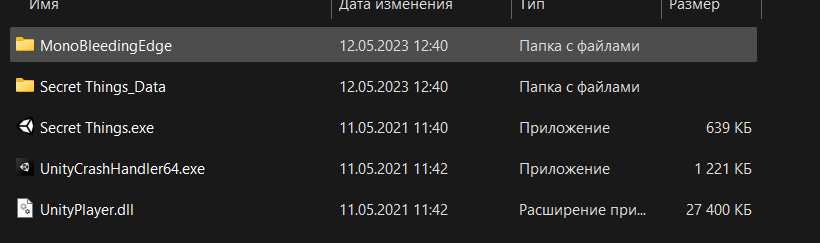 Имя Дата изменения Тип Размер
MonoBleedingEdge 12.05.2023 12:40 Папка с файлами
Secret Things_Data 12.05.2023 12:40 Папка с файлами
Secret Things.exe 11.05.2021 11:40 Приложение 639 КБ
UnityCrashHandler64.exe 11.05.2021 11:42 Приложение 1 221 КБ
UnityPlayer.dll 11.05.2021 11:42 Расширение при... 27 400 КБ